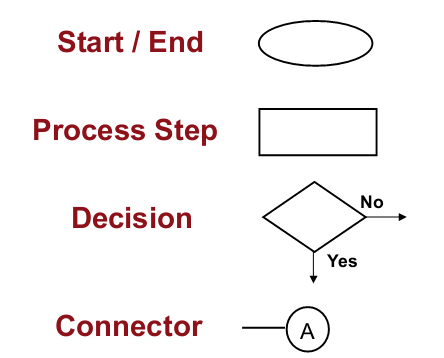 Start / End
Process Step
Decision
No
Yes
Connector
A